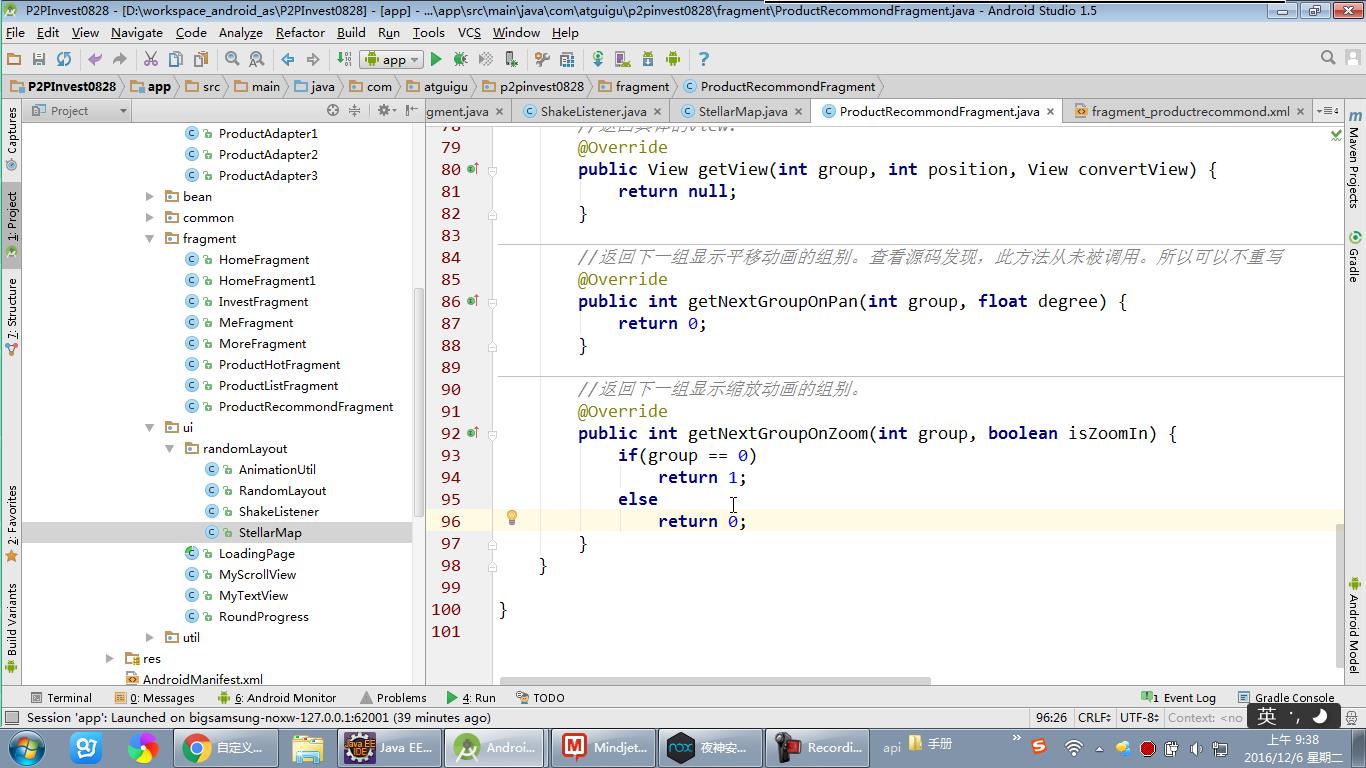 P2PInvest0828 - [D:\workspace_android_as\P2PInvest0828] - [app] - ...\app\src\main\java\com\atguigu\p2pinvest0828\fragment\ProductRecommondFragment.java - Android Studio 1.5
File Edit View Navigate Code Analyze Refactor Build Run Tools VCS Window Help
app
P2PInvest0828 app src main java com atguigu p2pinvest0828 fragment ProductRecommondFragment
Project
gment.java ShakeListener.java StellarMap.java ProductRecommondFragment.java fragment_productrecommond.xml 4
Captures
1: Project
7: Structure
2: Favorites
Build Variants
ProductAdapter1
ProductAdapter2
ProductAdapter3
bean
common
fragment
HomeFragment
HomeFragment1
InvestFragment
MeFragment
MoreFragment
ProductHotFragment
ProductListFragment
ProductRecommondFragment
ui
randomLayout
AnimationUtil
RandomLayout
ShakeListener
StellarMap
LoadingPage
MyScrollView
MyTextView
RoundProgress
util
res
AndroidManifest.xml
78 //返回具体的view.
79 @Override
80 public View getView(int group, int position, View convertView) {
81 return null;
82 }
83
84 //返回下一组显示平移动画的组别。查看源码发现，此方法从未被调用。所以可以不重写
85 @Override
86 public int getNextGroupOnPan(int group, float degree) {
87 return 0;
88 }
89
90 //返回下一组显示缩放动画的组别。
91 @Override
92 public int getNextGroupOnZoom(int group, boolean isZoomIn) {
93 if(group == 0)
94 return 1;
95 else
96 return 0;
97 }
98 }
99
100 }
101
m
Maven Projects
Gradle
Android Model
Terminal 0: Messages 6: Android Monitor Problems 4: Run TODO 1 Event Log Gradle Console
Session 'app': Launched on bigsamsung-noxw-127.0.0.1:62001 (39 minutes ago) 96:26 CRLF UTF-8 Context: <no
英
自定义... Java EE... Androi... Mindjet... 夜神安... Recordi... api 手册
上午 9:38
2016/12/6 星期二